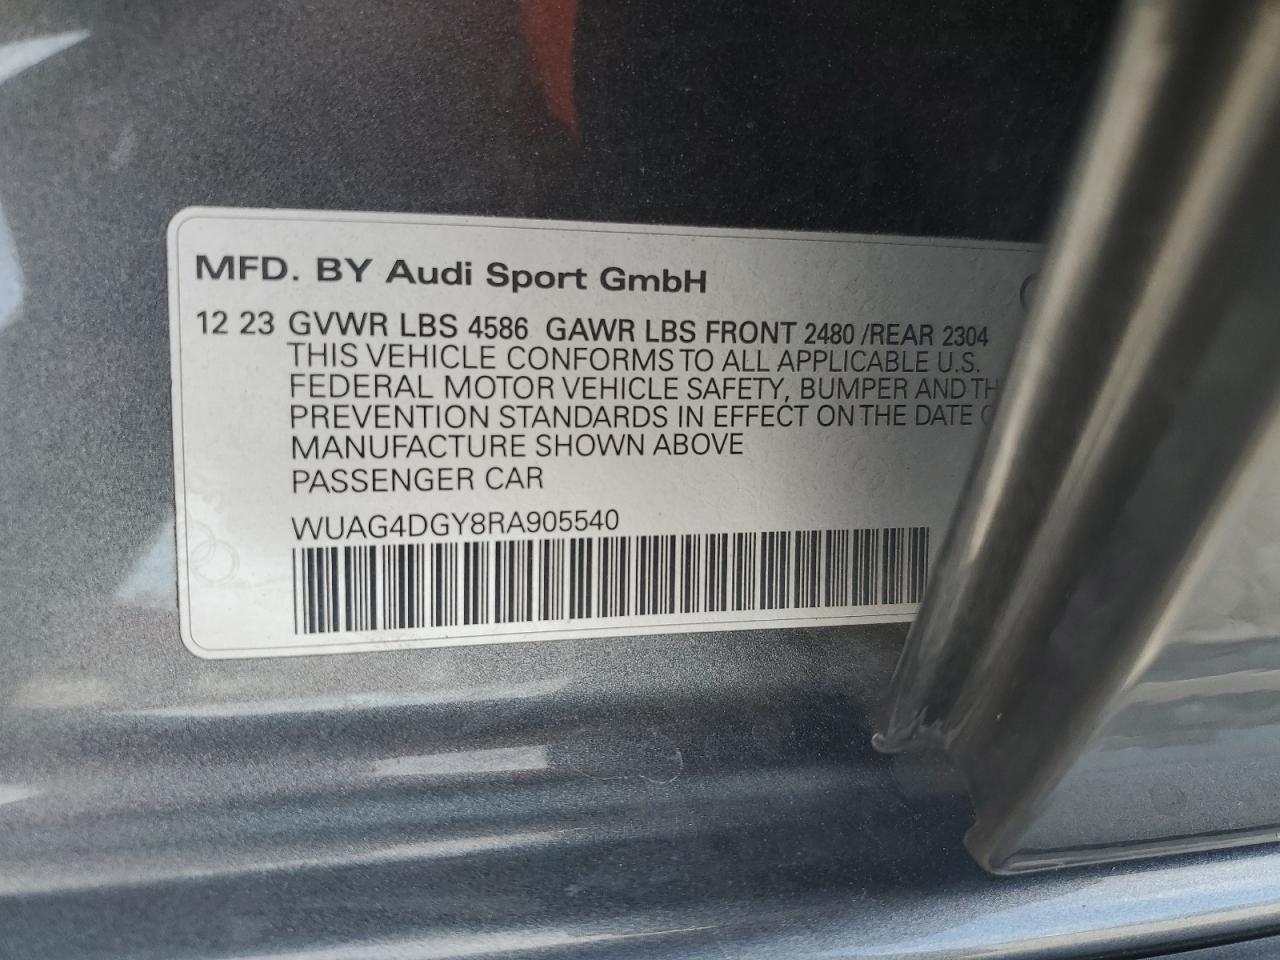 MFD. BY Audi Sport GmbH
12 23 GVWR LBS 4586 GAWR LBS FRONT 2480 /REAR 2304
THIS VEHICLE CONFORMS TO ALL APPLICABLE U.S.
FEDERAL MOTOR VEHICLE SAFETY, BUMPER AND TH
PREVENTION STANDARDS IN EFFECT ON THE DATE
MANUFACTURE SHOWN ABOVE
PASSENGER CAR
WUAG4DGY8RA905540